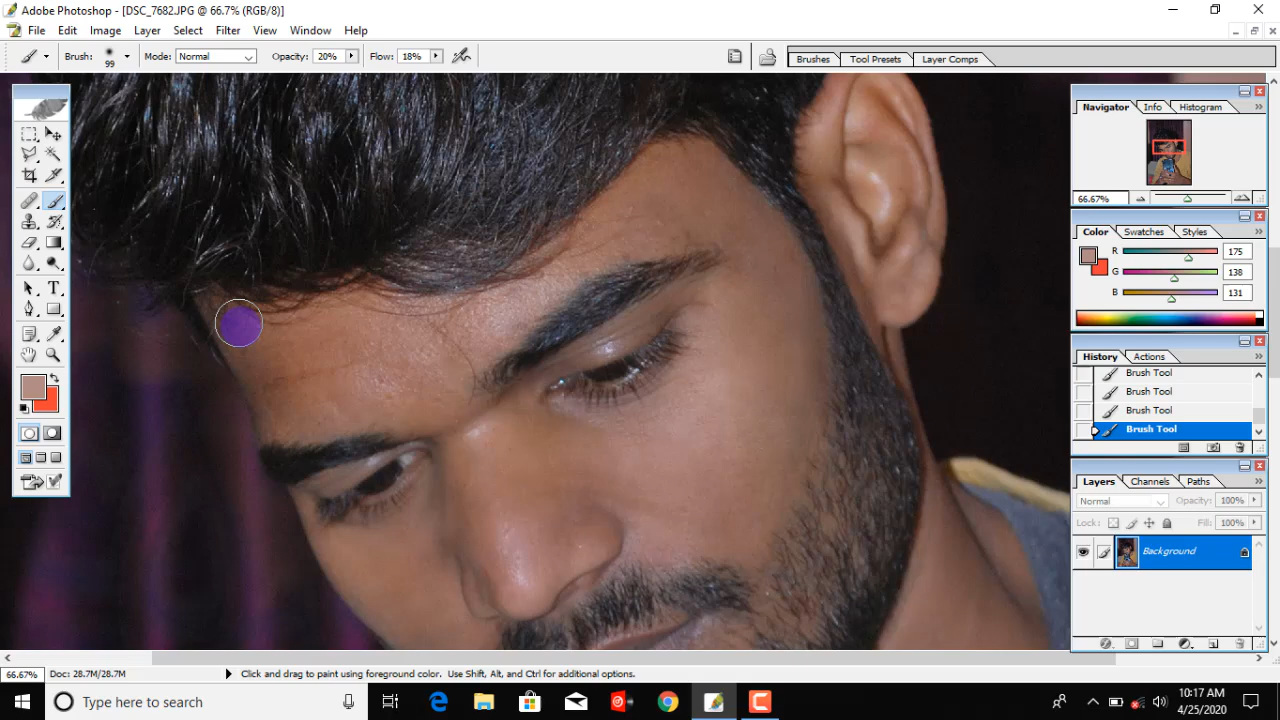 Adobe Photoshop - [DSC_7682.JPG @ 66.7% (RGB/8)]
File Edit Image Layer Select Filter View Window Help
Brush: 99 Mode: Normal Opacity: 20% Flow: 18% Brushes Tool Presets Layer Comps
Navigator Info Histogram
66.67%
Color Swatches Styles
R 175
G 138
B 131
History Actions
Brush Tool
Brush Tool
Brush Tool
Brush Tool
Layers Channels Paths
Normal Opacity: 100%
Lock: Fill: 100%
Background
66.67% Doc: 28.7M/28.7M Click and drag to paint using foreground color. Use Shift, Alt, and Ctrl for additional options.
Type here to search
10:17 AM
4/25/2020